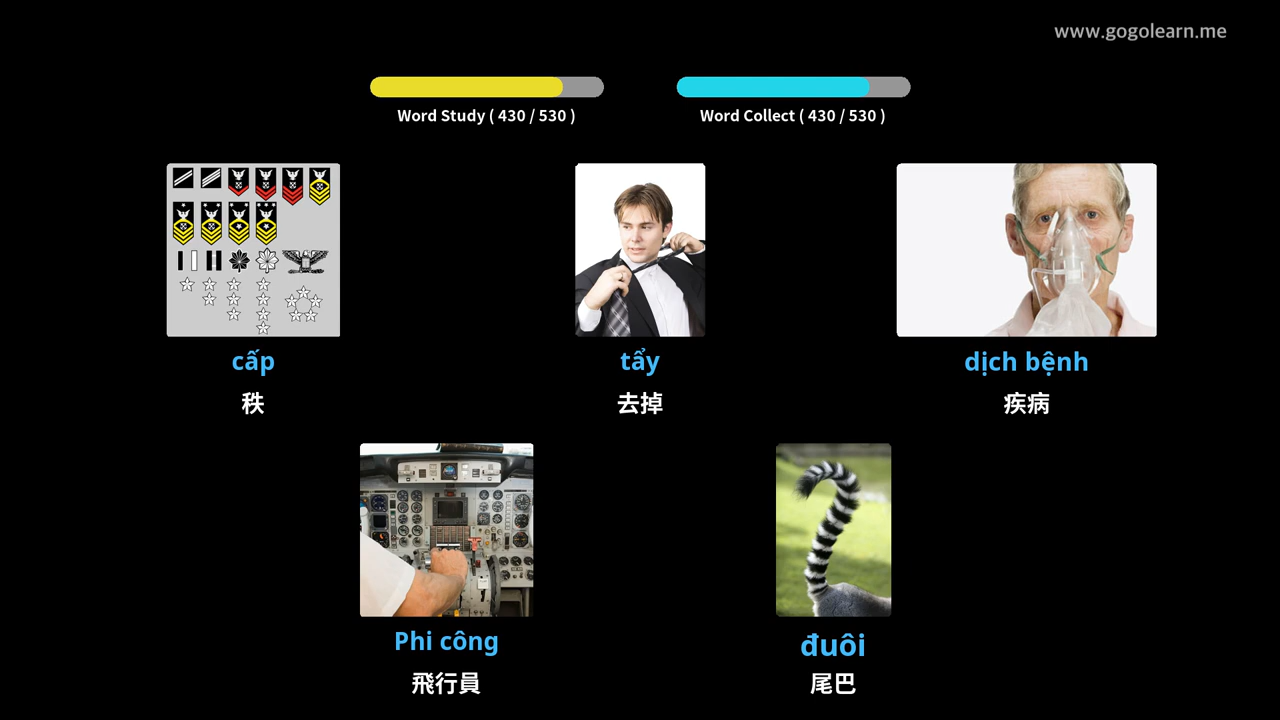 www.gogolearn.me
Word Study ( 430 / 530 )
Word Collect ( 430 / 530 )
cấp
秩
tẩy
去掉
dịch bệnh
疾病
Phi công
飛行員
đuôi
尾巴